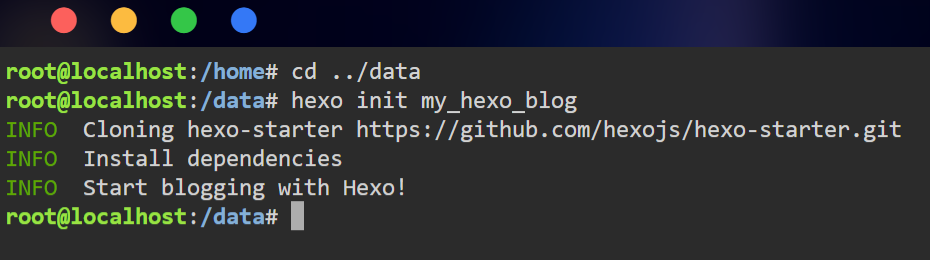 root@localhost:/home# cd ../data
root@localhost:/data# hexo init my_hexo_blog
INFO  Cloning hexo-starter https://github.com/hexojs/hexo-starter.git
INFO  Install dependencies
INFO  Start blogging with Hexo!
root@localhost:/data#